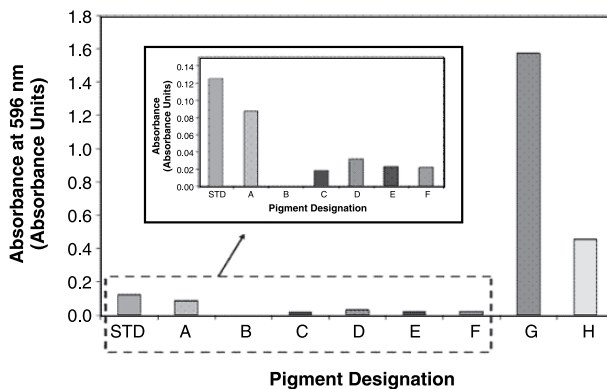 Absorbance at 596 nm
(Absorbance Units)
1.8
1.6
1.4
1.2
1.0
0.8
0.6
0.4
0.2
0.0
Absorbance
(Absorbance Units)
0.14
0.12
0.10
0.08
0.06
0.04
0.02
0.00
STD A B C D E F
Pigment Designation
STD A B C D E F G H
Pigment Designation